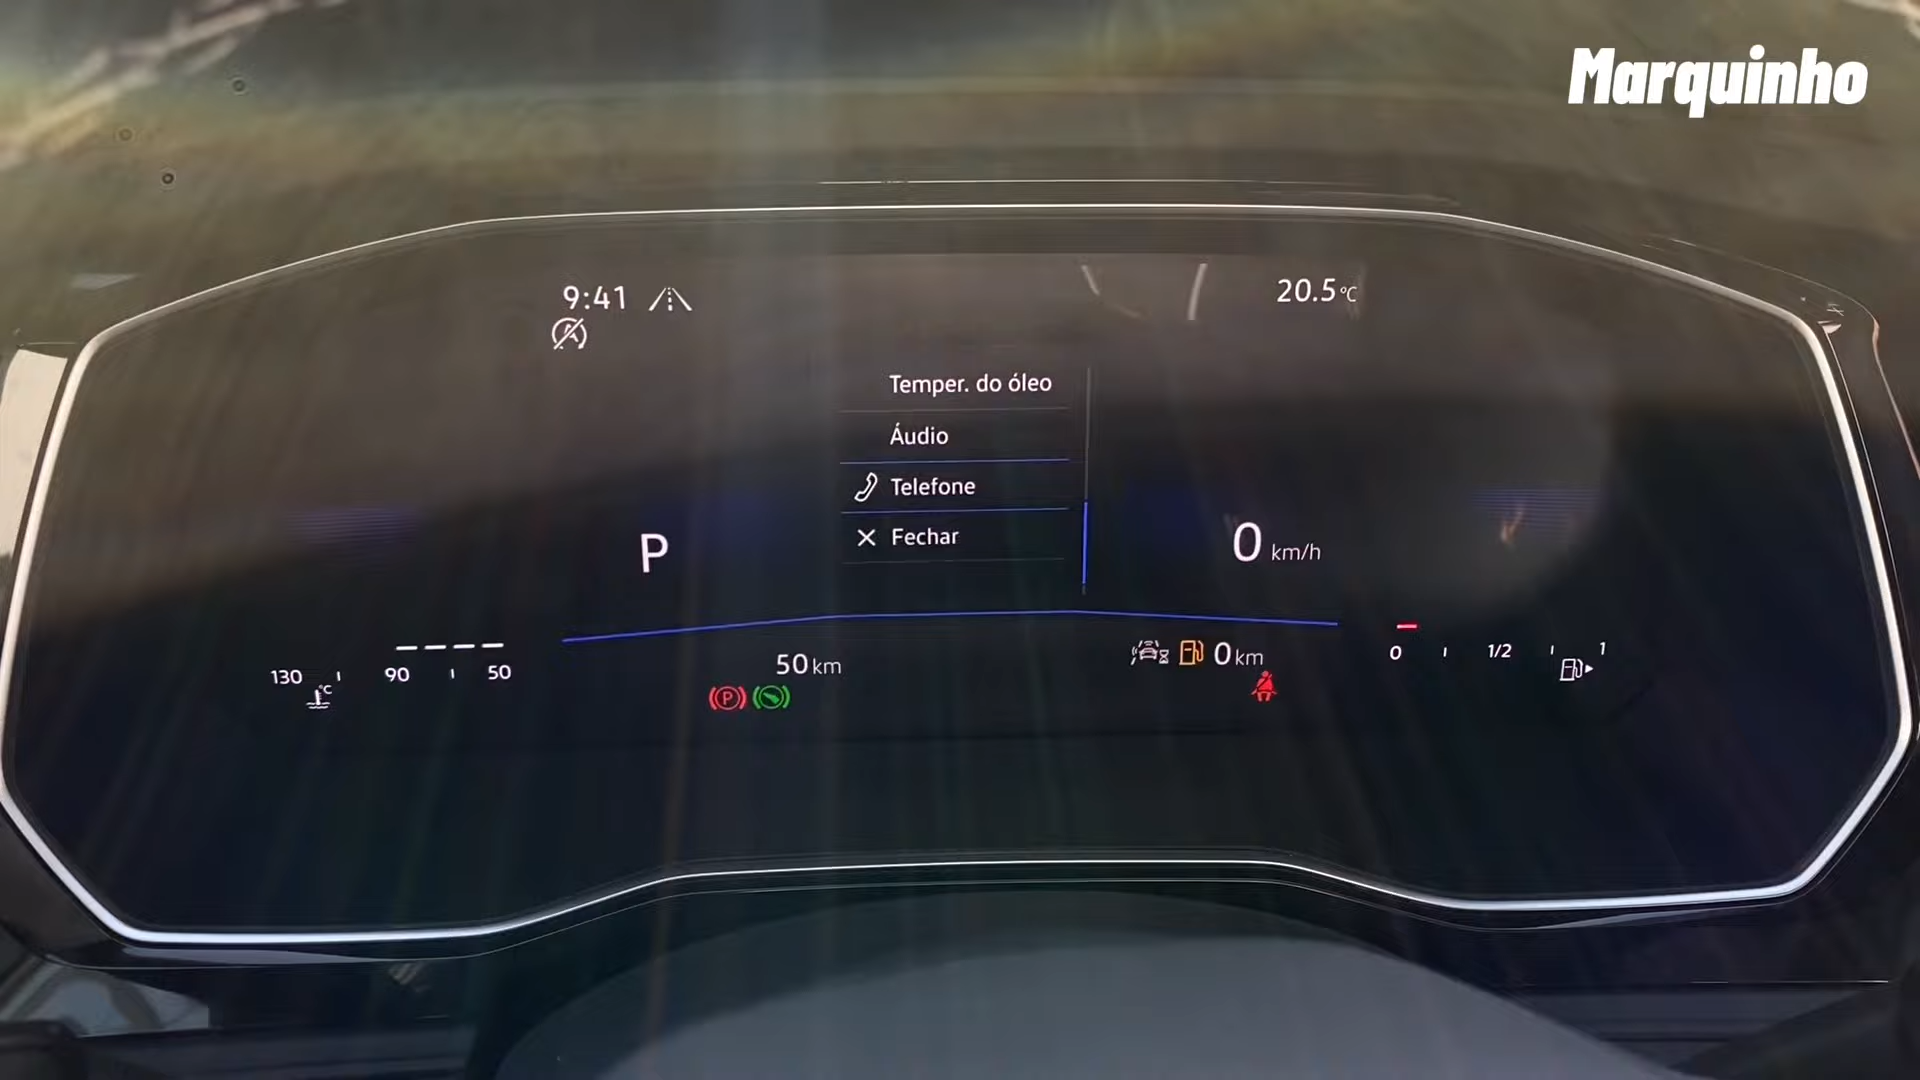 Marquinho
9:41
20.5°C
Temper. do óleo
Áudio
Telefone
Fechar
P
0 km/h
130 90 50
°C
50 km
P
0 km
0 1/2 1